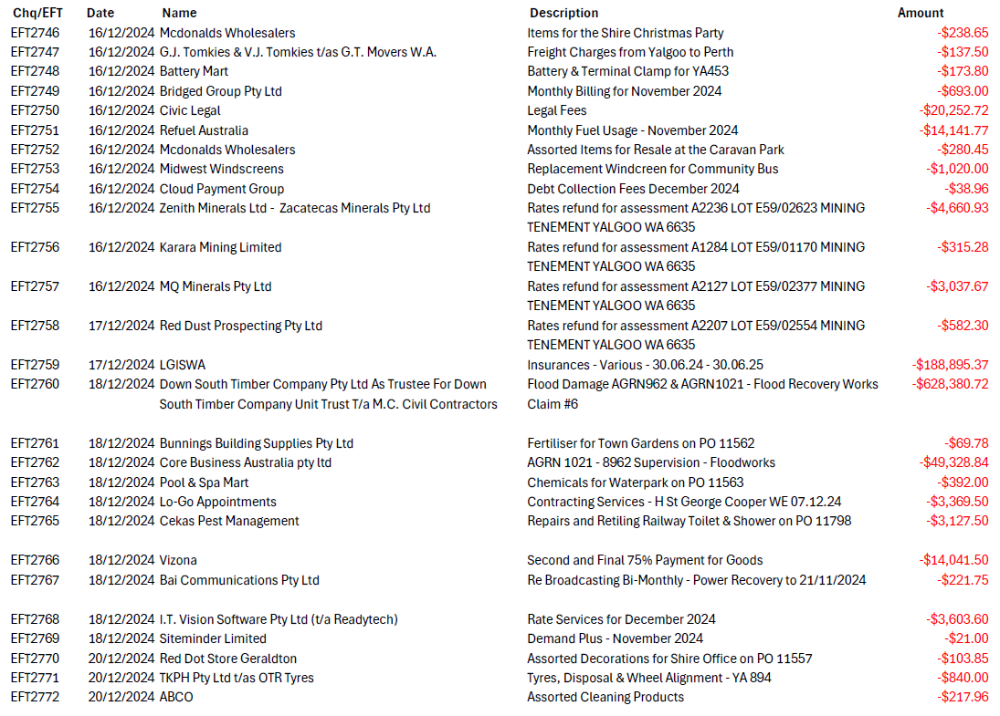 Chq/EFT Date Name Description Amount
EFT2746 16/12/2024 Mcdonalds Wholesalers Items for the Shire Christmas Party -$238.65
EFT2747 16/12/2024 G.J. Tomkies & V.J. Tomkies t/as G.T. Movers W.A. Freight Charges from Yalgoo to Perth -$137.50
EFT2748 16/12/2024 Battery Mart Battery & Terminal Clamp for YA453 -$173.80
EFT2749 16/12/2024 Bridged Group Pty Ltd Monthly Billing for November 2024 -$693.00
EFT2750 16/12/2024 Civic Legal Legal Fees -$20,252.72
EFT2751 16/12/2024 Refuel Australia Monthly Fuel Usage - November 2024 -$14,141.77
EFT2752 16/12/2024 Mcdonalds Wholesalers Assorted Items for Resale at the Caravan Park -$280.45
EFT2753 16/12/2024 Midwest Windscreens Replacement Windcreen for Community Bus -$1,020.00
EFT2754 16/12/2024 Cloud Payment Group Debt Collection Fees December 2024 -$38.96
EFT2755 16/12/2024 Zenith Minerals Ltd - Zacatecas Minerals Pty Ltd Rates refund for assessment A2236 LOT E59/02623 MINING -$4,660.93
TENEMENT YALGOO WA 6635
EFT2756 16/12/2024 Karara Mining Limited Rates refund for assessment A1284 LOT E59/01170 MINING -$315.28
TENEMENT YALGOO WA 6635
EFT2757 16/12/2024 MQ Minerals Pty Ltd Rates refund for assessment A2127 LOT E59/02377 MINING -$3,037.67
TENEMENT YALGOO WA 6635
EFT2758 17/12/2024 Red Dust Prospecting Pty Ltd Rates refund for assessment A2207 LOT E59/02554 MINING -$582.30
TENEMENT YALGOO WA 6635
EFT2759 17/12/2024 LGISWA Insurances - Various - 30.06.24 - 30.06.25 -$188,895.37
EFT2760 18/12/2024 Down South Timber Company Pty Ltd As Trustee For Down Flood Damage AGRN962 & AGRN1021 - Flood Recovery Works -$628,380.72
South Timber Company Unit Trust T/a M.C. Civil Contractors Claim #6
EFT2761 18/12/2024 Bunnings Building Supplies Pty Ltd Fertiliser for Town Gardens on PO 11562 -$69.78
EFT2762 18/12/2024 Core Business Australia pty ltd AGRN 1021 - 8962 Supervision - Floodworks -$49,328.84
EFT2763 18/12/2024 Pool & Spa Mart Chemicals for Waterpark on PO 11563 -$392.00
EFT2764 18/12/2024 Lo-Go Appointments Contracting Services - H St George Cooper WE 07.12.24 -$3,369.50
EFT2765 18/12/2024 Cekas Pest Management Repairs and Retiling Railway Toilet & Shower on PO 11798 -$3,127.50
EFT2766 18/12/2024 Vizona Second and Final 75% Payment for Goods -$14,041.50
EFT2767 18/12/2024 Bai Communications Pty Ltd Re Broadcasting Bi-Monthly - Power Recovery to 21/11/2024 -$221.75
EFT2768 18/12/2024 I.T. Vision Software Pty Ltd (t/a Readytech) Rate Services for December 2024 -$3,603.60
EFT2769 18/12/2024 Siteminder Limited Demand Plus - November 2024 -$21.00
EFT2770 20/12/2024 Red Dot Store Geraldton Assorted Decorations for Shire Office on PO 11557 -$103.85
EFT2771 20/12/2024 TKPH Pty Ltd t/as OTR Tyres Tyres, Disposal & Wheel Alignment - YA 894 -$840.00
EFT2772 20/12/2024 ABCO Assorted Cleaning Products -$217.96